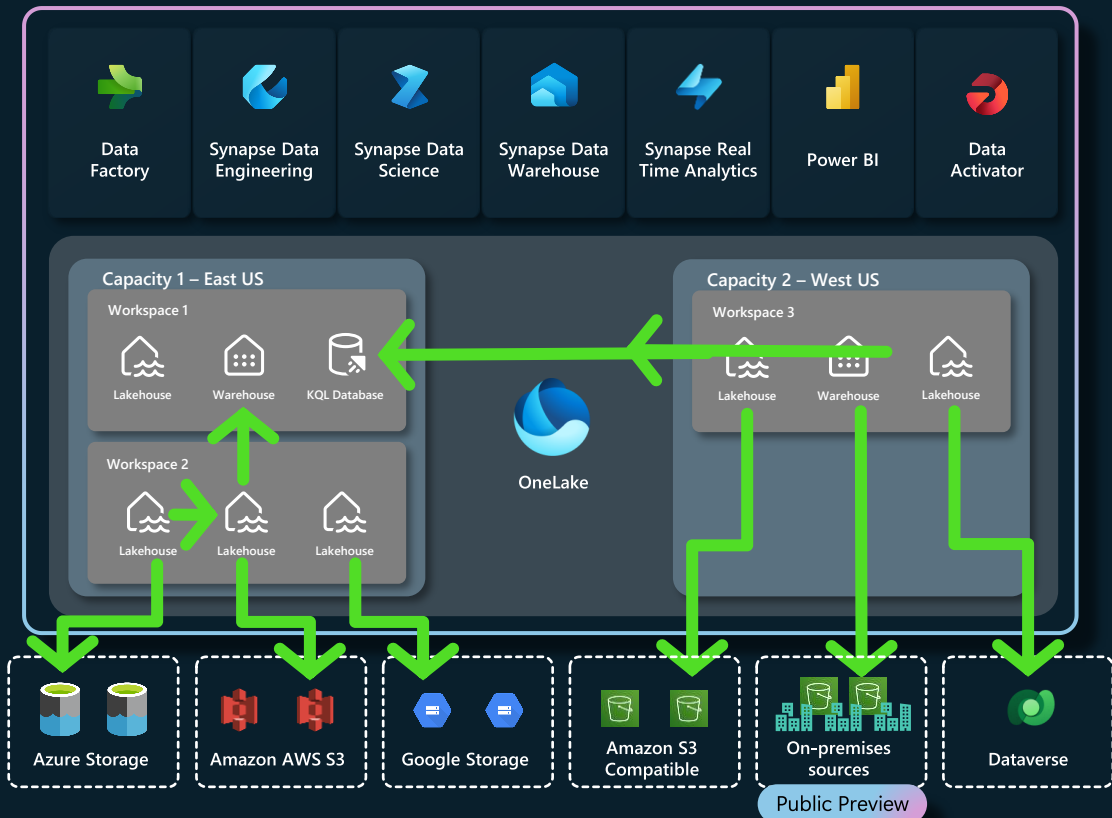 Data
Factory
Synapse Data
Engineering
Synapse Data
Science
Synapse Data
Warehouse
Synapse Real
Time Analytics
Power BI
Data
Activator
Capacity 1 – East US
Workspace 1
Lakehouse
Warehouse
KQL Database
Workspace 2
Lakehouse
Lakehouse
Lakehouse
OneLake
Capacity 2 – West US
Workspace 3
Lakehouse
Warehouse
Lakehouse
Azure Storage
Amazon AWS S3
Google Storage
Amazon S3
Compatible
On-premises
sources
Public Preview
Dataverse